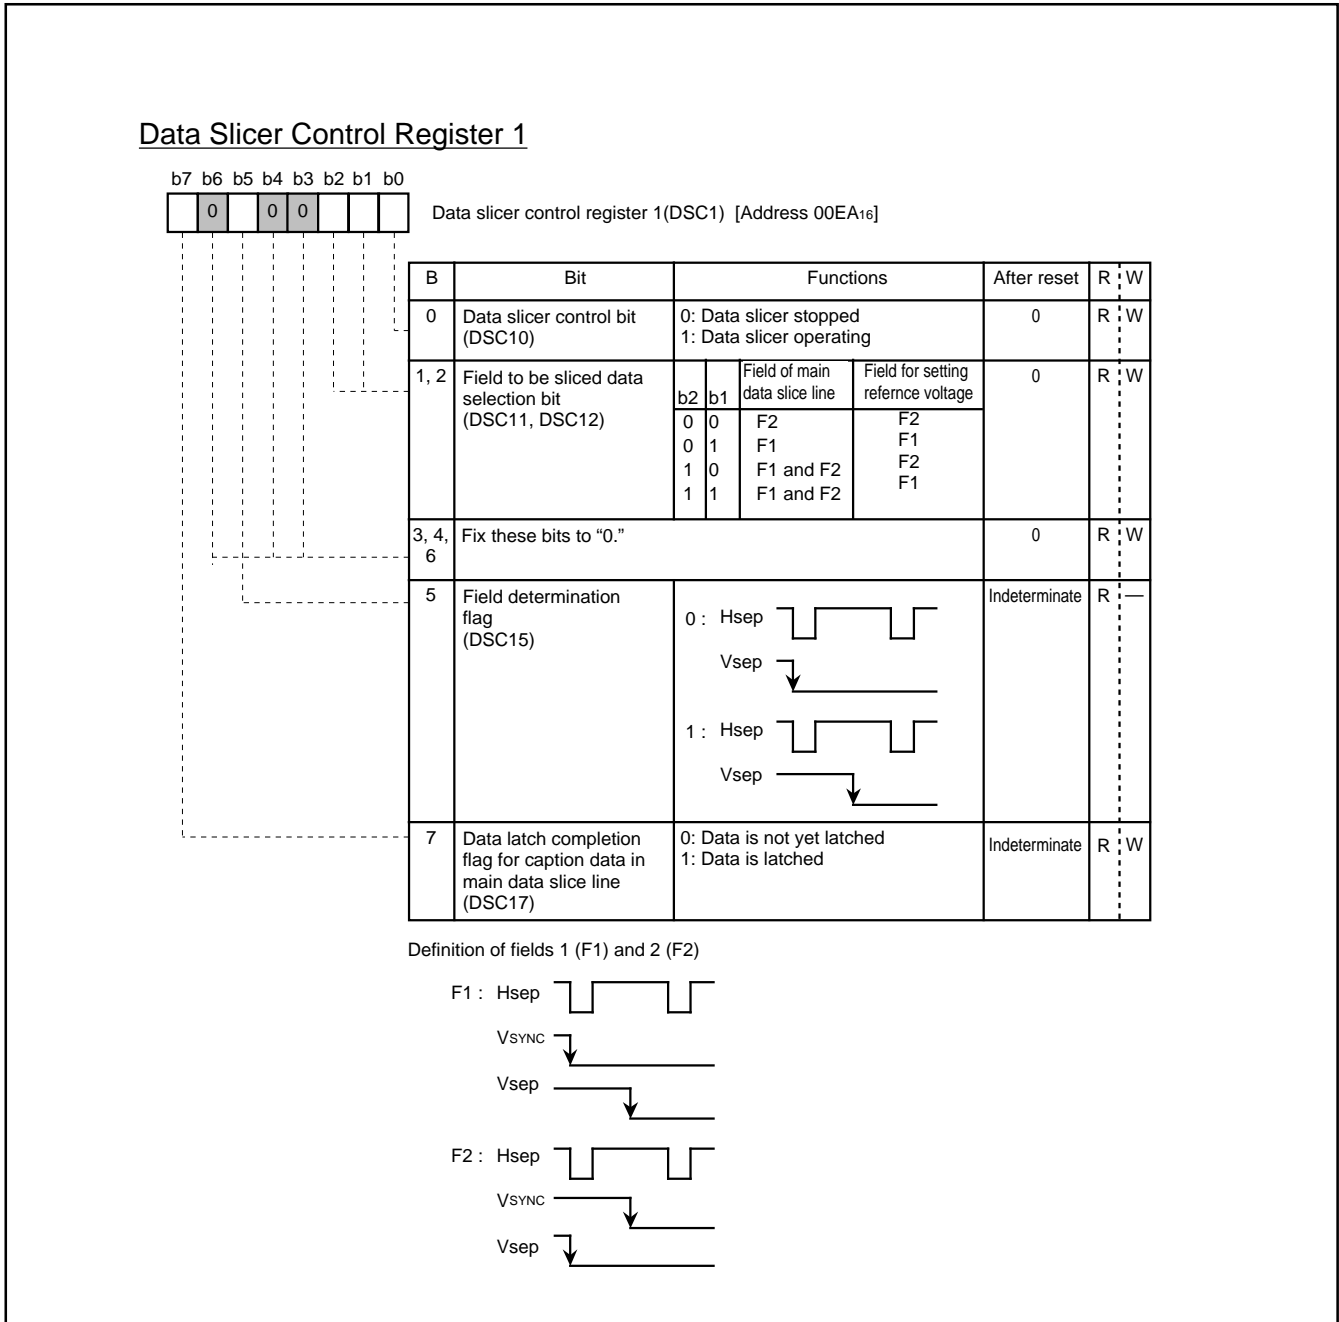 Data Slicer Control Register 1
b7 b6 b5 b4 b3 b2 b1 b0
0 0 0
Data slicer control register 1(DSC1) [Address 00EA16]
B Bit Functions After reset R W
0 Data slicer control bit (DSC10) 0: Data slicer stopped 0 R W
1: Data slicer operating
1, 2 Field to be sliced data selection bit (DSC11, DSC12) 0 R W
b2 b1 Field of main data slice line Field for setting refernce voltage
0 0 F2 F2
0 1 F1 F1
1 0 F1 and F2 F2
1 1 F1 and F2 F1
3, 4, 6 Fix these bits to “0.” 0 R W
5 Field determination flag (DSC15) Indeterminate R —
0 : Hsep
Vsep
1 : Hsep
Vsep
7 Data latch completion flag for caption data in main data slice line (DSC17) 0: Data is not yet latched Indeterminate R W
1: Data is latched
Definition of fields 1 (F1) and 2 (F2)
F1 : Hsep
VSYNC
Vsep
F2 : Hsep
VSYNC
Vsep